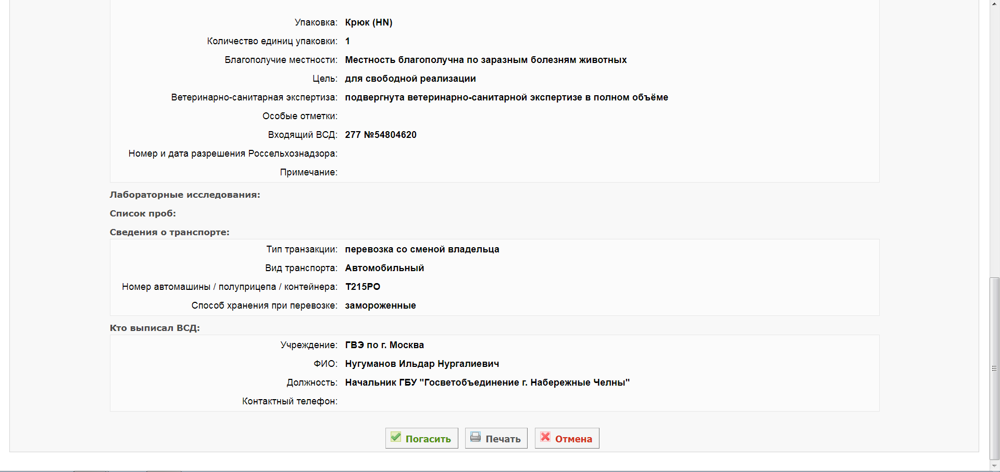 Упаковка: Крюк (HN)
Количество единиц упаковки: 1
Благополучие местности: Местность благополучна по заразным болезням животных
Цель: для свободной реализации
Ветеринарно-санитарная экспертиза: подвергнута ветеринарно-санитарной экспертизе в полном объёме
Особые отметки:
Входящий ВСД: 277 №54804620
Номер и дата разрешения Россельхознадзора:
Примечание:
Лабораторные исследования:
Список проб:
Сведения о транспорте:
Тип транзакции: перевозка со сменой владельца
Вид транспорта: Автомобильный
Номер автомашины / полуприцепа / контейнера: Т215РО
Способ хранения при перевозке: замороженные
Кто выписал ВСД:
Учреждение: ГВЭ по г. Москва
ФИО: Нугуманов Ильдар Нургалиевич
Должность: Начальник ГБУ "Госветобъединение г. Набережные Челны"
Контактный телефон:
Погасить Печать Отмена